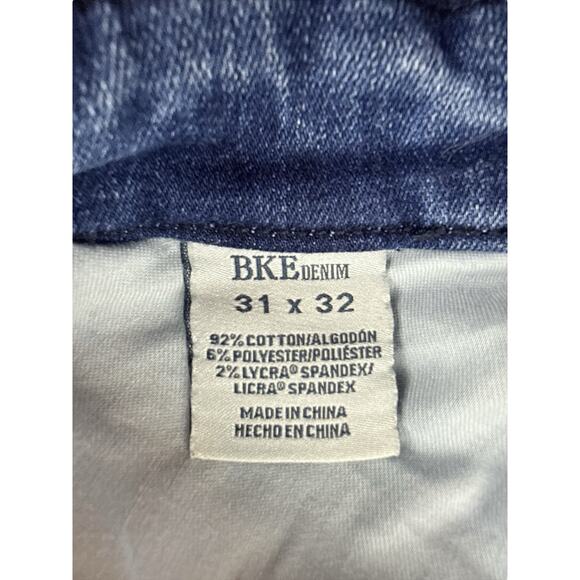 BKE DENIM
31 x 32
92% COTTON/ALGODÓN
6% POLYESTER/POLIÉSTER
2% LYCRA® SPANDEX/
LICRA® SPANDEX
MADE IN CHINA
HECHO EN CHINA